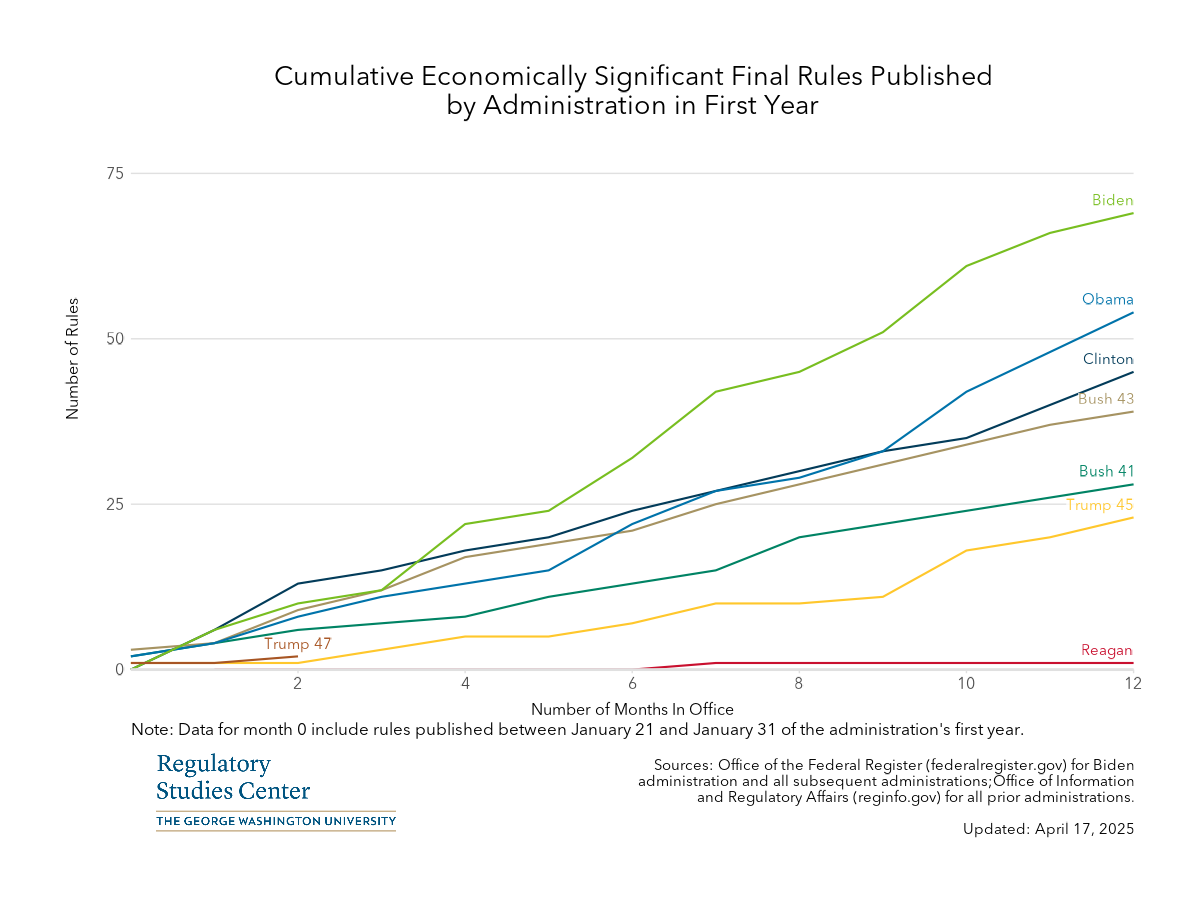 Cumulative Economically Significant Final Rules Published
by Administration in First Year
75
Biden
Obama
50
Number of Rules
Clinton
Bush 43
Bush 41
25
Trump 45
Trump 47
Reagan
0
2
4
6
8
10
12
Number of Months In Office
Note: Data for month 0 include rules published between January 21 and January 31 of the administration's first year.
Regulatory
Studies Center
THE GEORGE WASHINGTON UNIVERSITY
Sources: Office of the Federal Register (federalregister.gov) for Biden
administration and all subsequent administrations;Office of Information
and Regulatory Affairs (reginfo.gov) for all prior administrations.
Updated: April 17, 2025